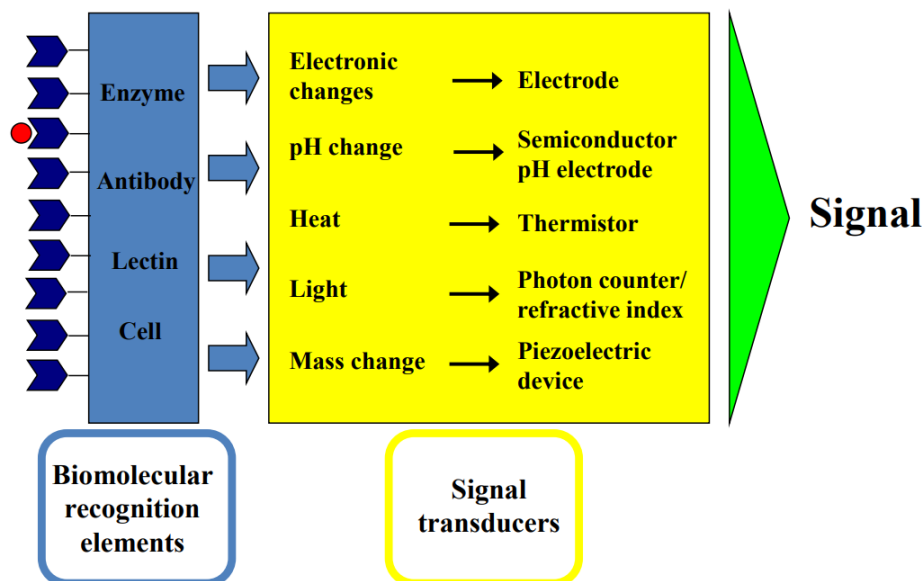 Enzyme
Antibody
Lectin
Cell
Electronic
changes
Electrode
pH change
Semiconductor
pH electrode
Heat
Thermistor
Light
Photon counter/
refractive index
Mass change
Piezoelectric
device
Signal
Biomolecular
recognition
elements
Signal
transducers